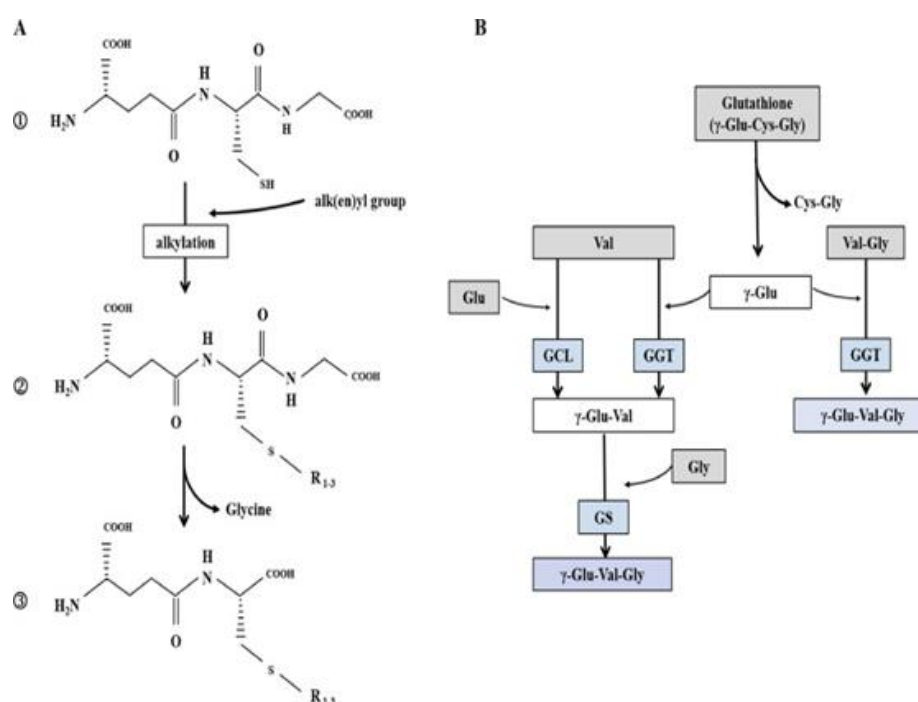 A
①
COOH
H₂N
O
H
N
O
N
H
COOH
SH
alk(en)yl group
alkylation
②
COOH
H₂N
O
H
N
O
N
H
COOH
S
R₁₋₃
Glycine
③
COOH
H₂N
O
H
N
COOH
S
B
Glutathione
(γ-Glu-Cys-Gly)
Cys-Gly
Val
Val-Gly
Glu
γ-Glu
GCL
GGT
GGT
γ-Glu-Val
γ-Glu-Val-Gly
Gly
GS
γ-Glu-Val-Gly